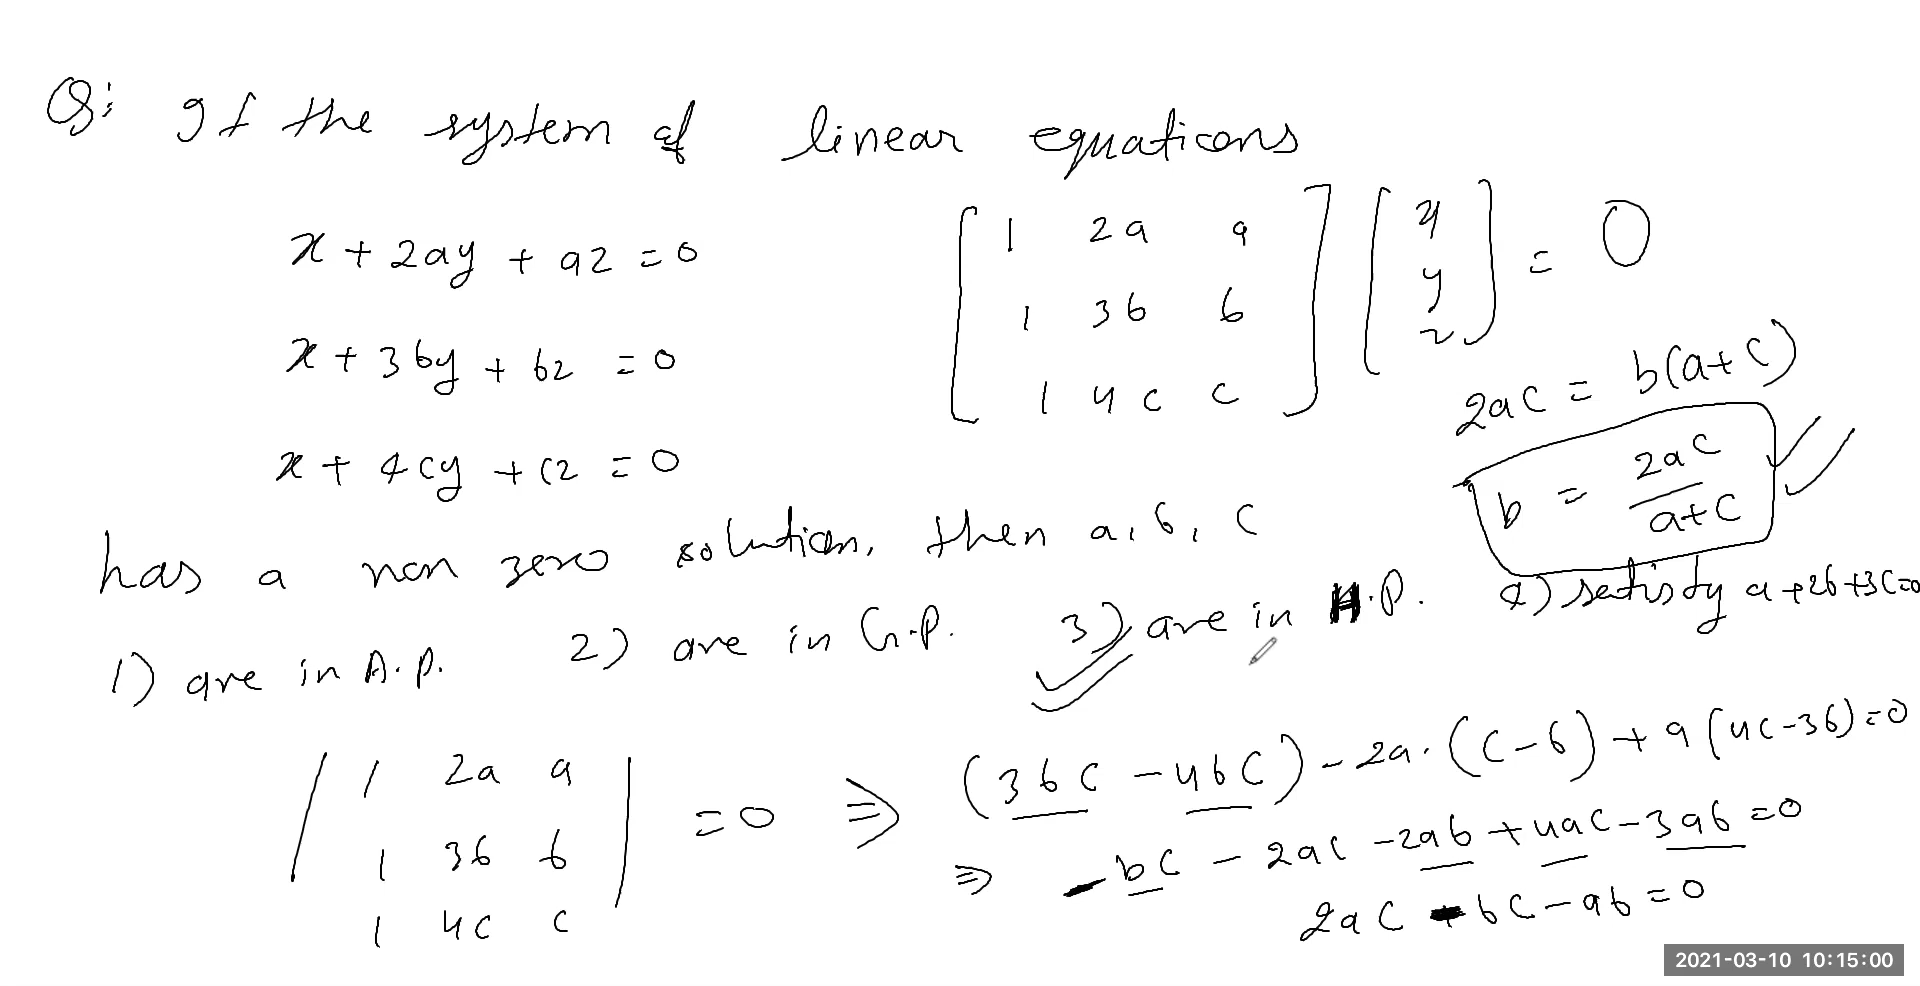 Q: If the system of linear equations
x + 2ay + az = 0
x + 3by + bz = 0
x + 4cy + cz = 0
[ 1 2a a
1 3b b
1 4c c ] [ x
y
z ] = 0
2ac = b(a+c)
b = 2ac/(a+c)
has a non zero solution, then a, b, c
1) are in A.P. 2) are in G.P. 3) are in H.P. 4) satisfy a+2b+3c=0
| 1 2a a
1 3b b
1 4c c | = 0 ⇒ (3bc - 4bc) - 2a.(c-b) + a(4c-3b)=0
⇒ -bc - 2ac - 2ab + 4ac - 3ab = 0
2ac - bc - ab = 0
2021-03-10 10:15:00